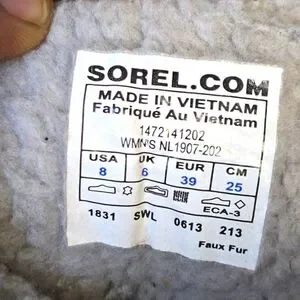 SOREL.COM
MADE IN VIETNAM
Fabriqué Au Vietnam
1472141202
WMN'S NL1907-202
USA UK EUR CM
8 6 39 25
ECA-3
1831 SWL 0613 213
Faux Fur